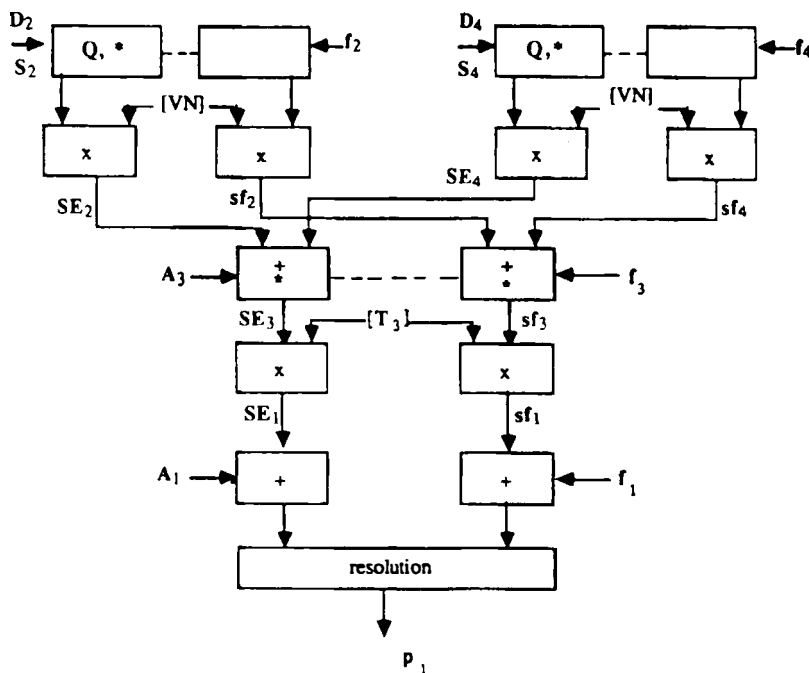 D2 D4
Q, * f2 Q,* f4
S2 S4
[VN] [VN]
x x x x
SE2 sf2 SE4 sf4
+ +
A3 * * f3
SE3 [T3] sf3
x x
SE1 sf1
A1 + + f1
resolution
p1